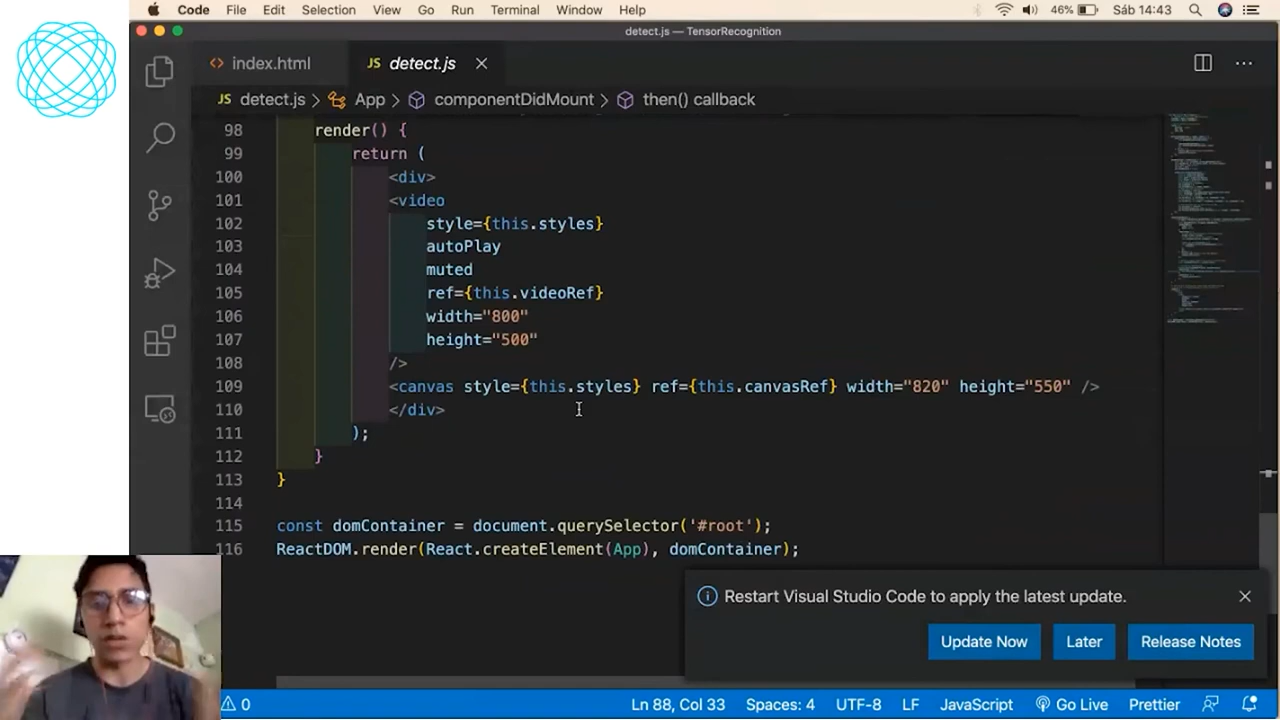 Code File Edit Selection View Go Run Terminal Window Help 46% Sáb 14:43
detect.js — TensorRecognition
index.html JS detect.js
JS detect.js > App > componentDidMount > then() callback
98 render() {
99 return (
100 <div>
101 <video
102 style={this.styles}
103 autoPlay
104 muted
105 ref={this.videoRef}
106 width="800"
107 height="500"
108 />
109 <canvas style={this.styles} ref={this.canvasRef} width="820" height="550" />
110 </div>
111 );
112 }
113 }
114
115 const domContainer = document.querySelector('#root');
116 ReactDOM.render(React.createElement(App), domContainer);
Restart Visual Studio Code to apply the latest update.
Update Now Later Release Notes
0 Ln 88, Col 33 Spaces: 4 UTF-8 LF JavaScript Go Live Prettier